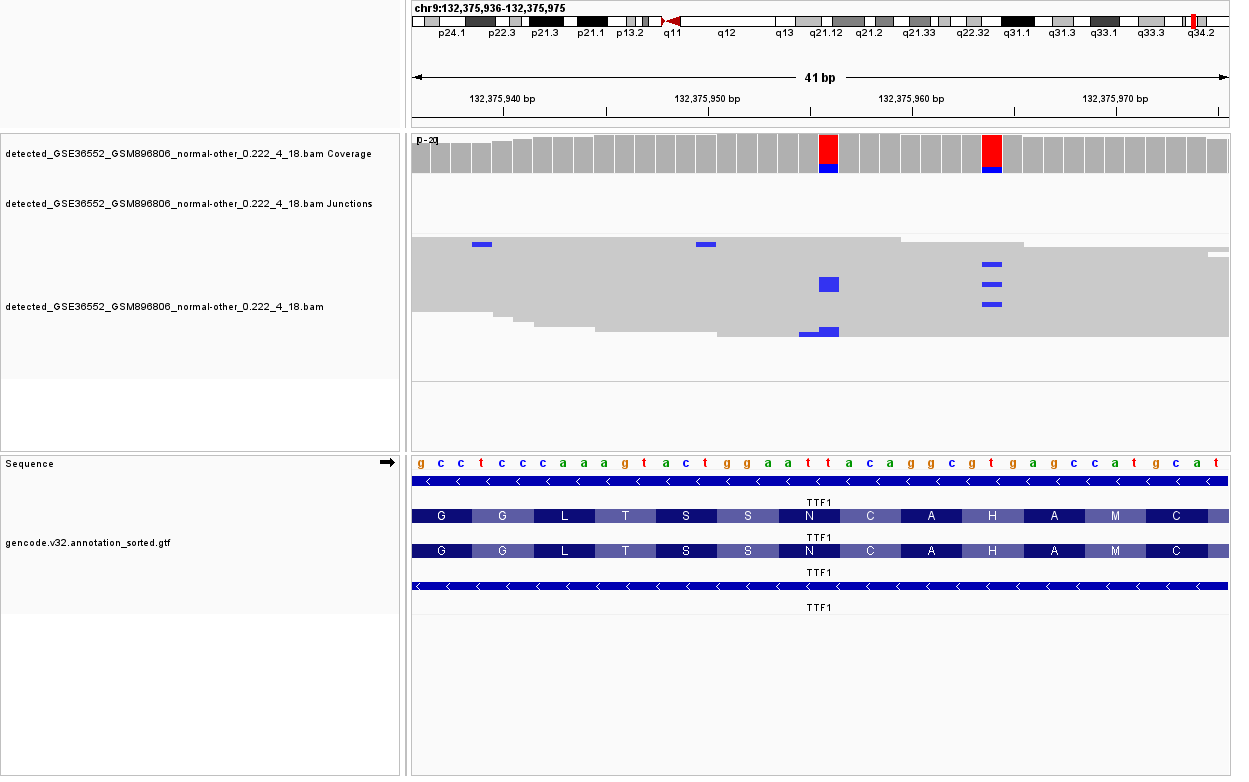 chr9:132,375,936-132,375,975
p24.1 p22.3 p21.3 p21.1 p13.2 q11 q12 q13 q21.12 q21.2 q21.33 q22.32 q31.1 q31.3 q33.1 q33.3 q34.2
41 bp
132,375,940 bp 132,375,950 bp 132,375,960 bp 132,375,970 bp
detected_GSE36552_GSM896806_normal-other_0.222_4_18.bam Coverage
detected_GSE36552_GSM896806_normal-other_0.222_4_18.bam Junctions
detected_GSE36552_GSM896806_normal-other_0.222_4_18.bam
Sequence
g c c t c c c a a a g t a c t g g a a t t a c a g g c g t g a g c c a t g c a t
TTF1
G G L T S S N C A H A M C
TTF1
gencode.v32.annotation_sorted.gtf
G G L T S S N C A H A M C
TTF1
TTF1